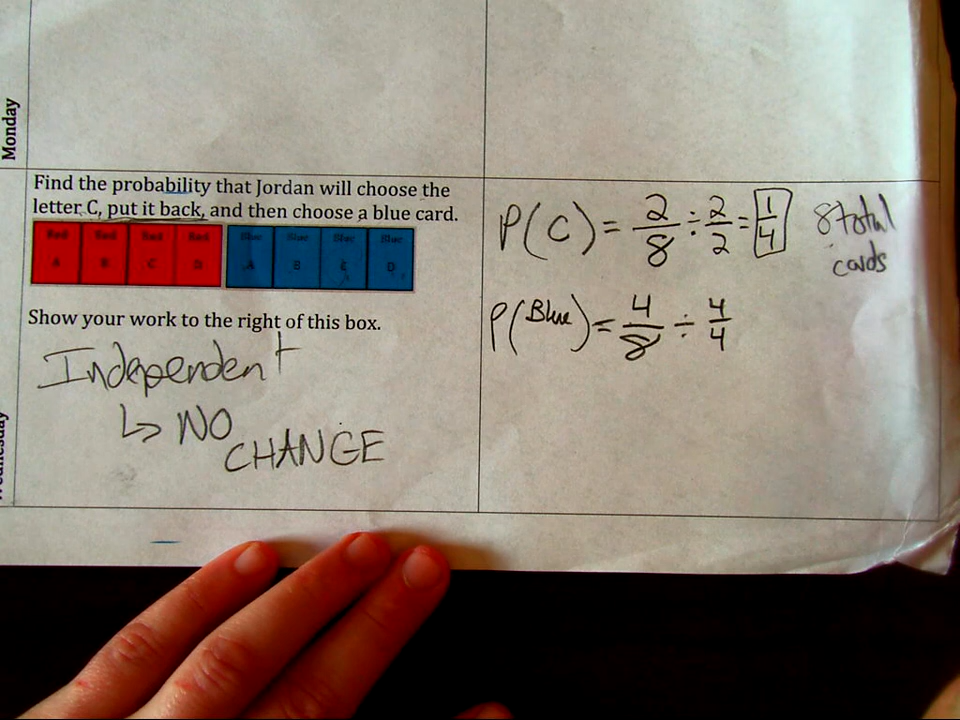 Monday
Find the probability that Jordan will choose the
letter C, put it back, and then choose a blue card.
Red Red Red Red Blue Blue Blue Blue
A B C D A B C D
Show your work to the right of this box.
Independent
↳ NO
CHANGE
P(C) = 2/8 ÷ 2/2 = 1/4
8 total
cards
P(Blue) = 4/8 ÷ 4/4